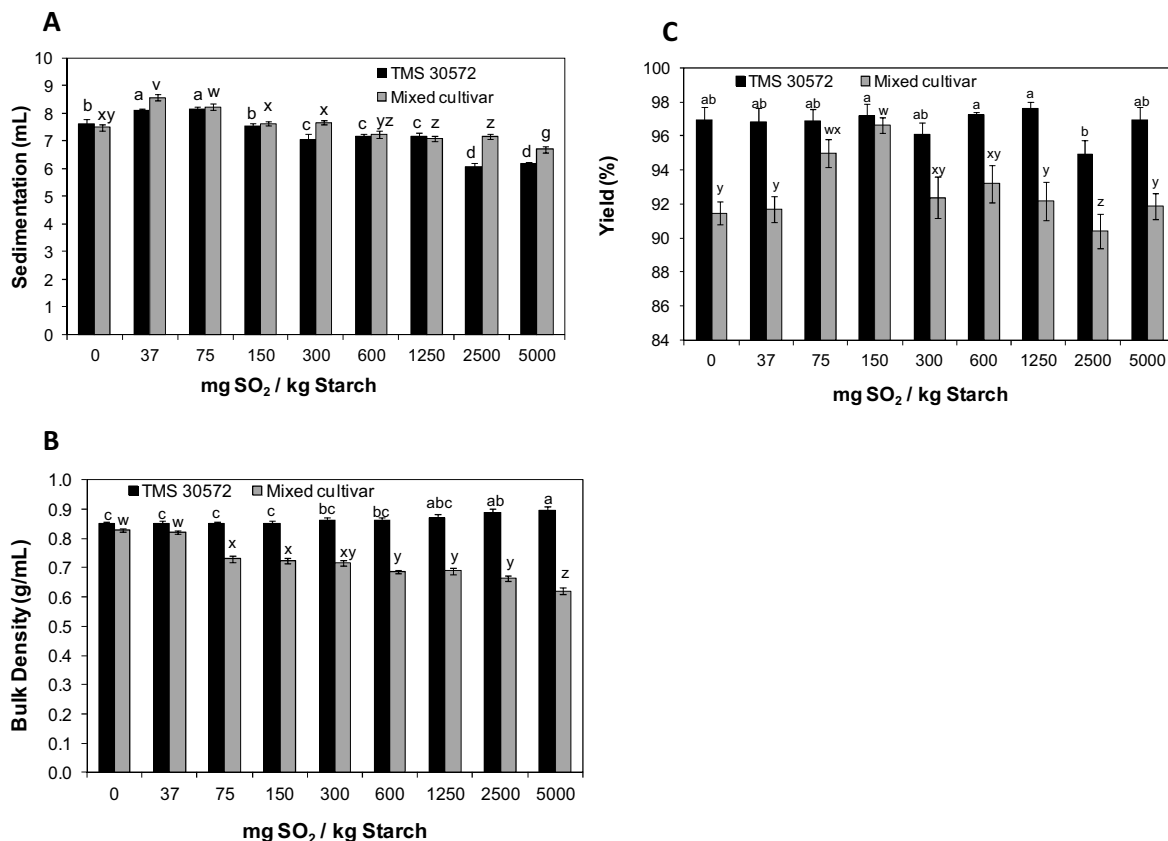 A
10
9
8
7
6
5
4
3
2
1
0
Sedimentation (mL)
TMS 30572
Mixed cultivar
b xy a v a w b x c x c yz c z d z d g
0 37 75 150 300 600 1250 2500 5000
mg SO₂ / kg Starch
C
100
98
96
94
92
90
88
86
84
Yield (%)
TMS 30572 Mixed cultivar
ab y ab y ab wx a w ab xy a xy a y b z ab y
0 37 75 150 300 600 1250 2500 5000
mg SO₂ / kg Starch
B
1.0
0.9
0.8
0.7
0.6
0.5
0.4
0.3
0.2
0.1
0.0
Bulk Density (g/mL)
TMS 30572 Mixed cultivar
c w c w c x c x bc xy bc y abc y ab y a z
0 37 75 150 300 600 1250 2500 5000
mg SO₂ / kg Starch